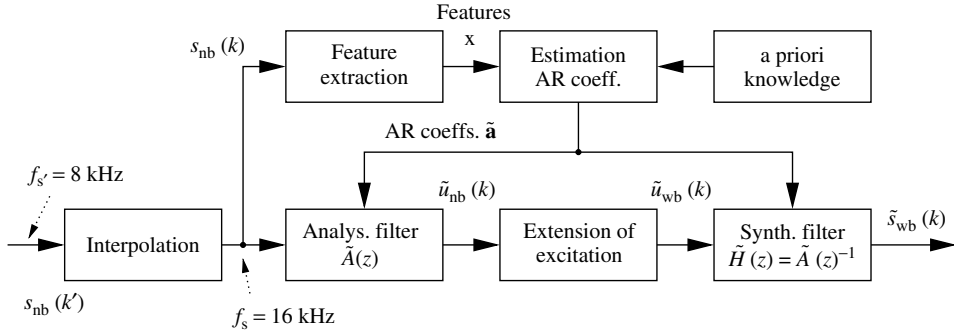 Features
x
s_nb (k)
Feature
extraction
Estimation
AR coeff.
a priori
knowledge
AR coeffs. ã
f_s′ = 8 kHz
ũ_nb (k)
ũ_wb (k)
Interpolation
Analys. filter
Ã(z)
Extension of
excitation
Synth. filter
H̃ (z) = Ã (z)⁻¹
s̃_wb (k)
s_nb (k′)
f_s = 16 kHz